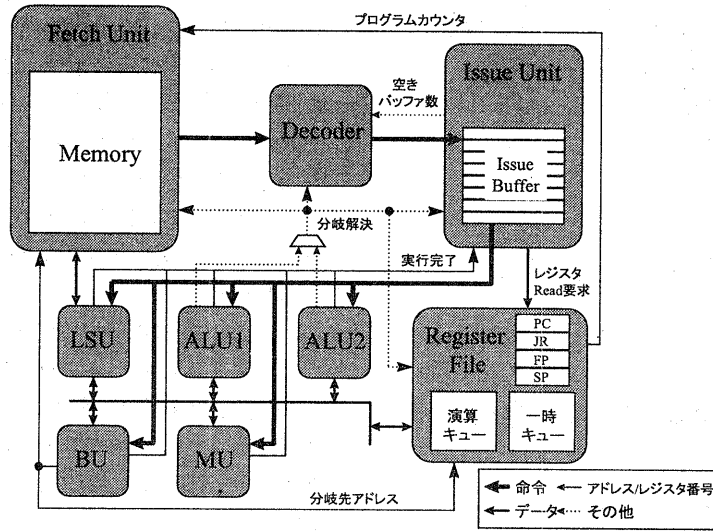 プログラムカウンタ
Fetch Unit
Memory
Decoder
空き
バッファ数
Issue Unit
Issue
Buffer
分岐解決
実行完了
レジスタ
Read要求
LSU
ALU1
ALU2
Register
File
PC
JR
FP
SP
演算
キュー
一時
キュー
BU
MU
分岐先アドレス
命令
アドレス/レジスタ番号
データ
その他